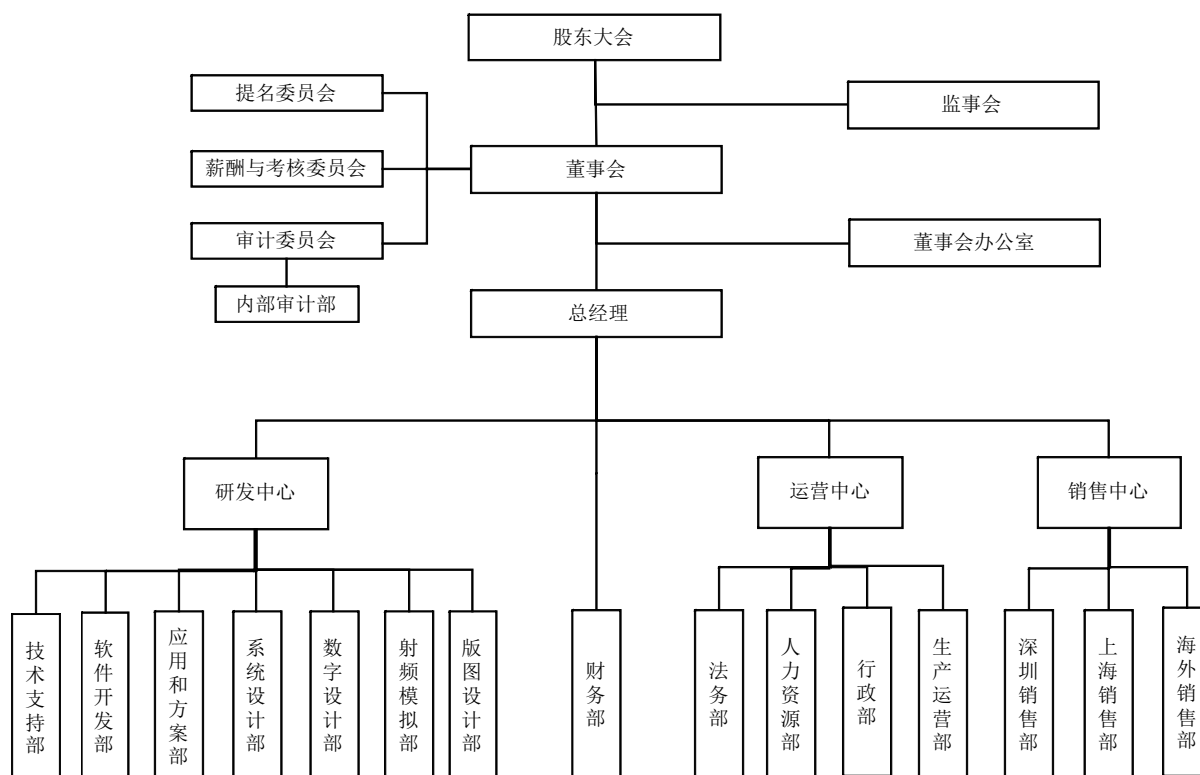 股东大会
提名委员会
监事会
薪酬与考核委员会
董事会
审计委员会
董事会办公室
内部审计部
总经理
研发中心
运营中心
销售中心
技术支持部
软件开发部
应用和方案部
系统设计部
数字设计部
射频模拟部
版图设计部
财务部
法务部
人力资源部
行政部
生产运营部
深圳销售部
上海销售部
海外销售部